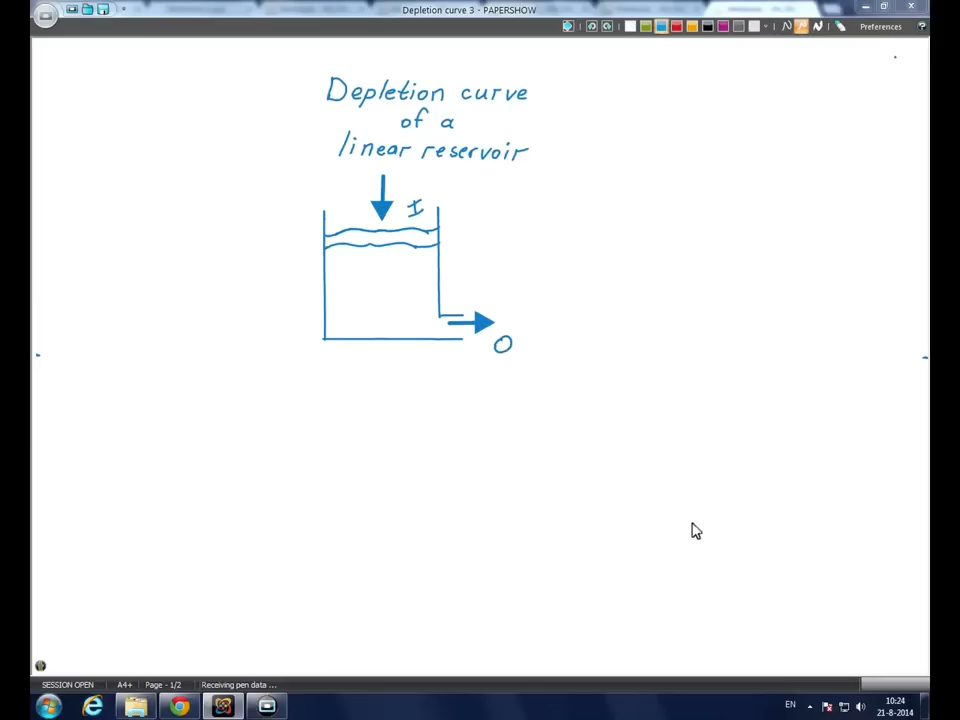 Depletion curve 3 - PAPERSHOW
Preferences
Depletion curve
of a
linear reservoir
I
O
SESSION OPEN
A4+
Page - 1/2
Receiving pen data ...
EN
10:24
21-8-2014